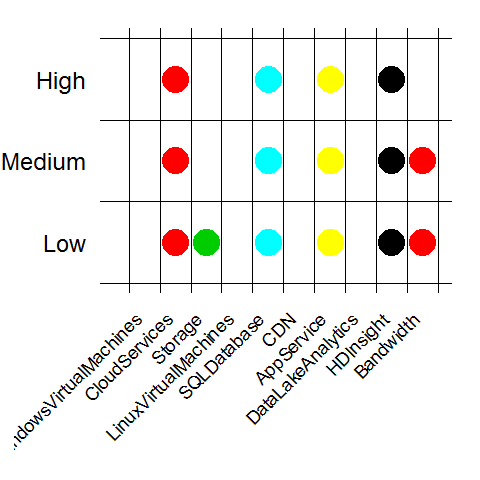 High
Medium
Low
ndowsVirtualMachines
CloudServices
Storage
LinuxVirtualMachines
SQLDatabase
CDN
AppService
DataLakeAnalytics
HDInsight
Bandwidth